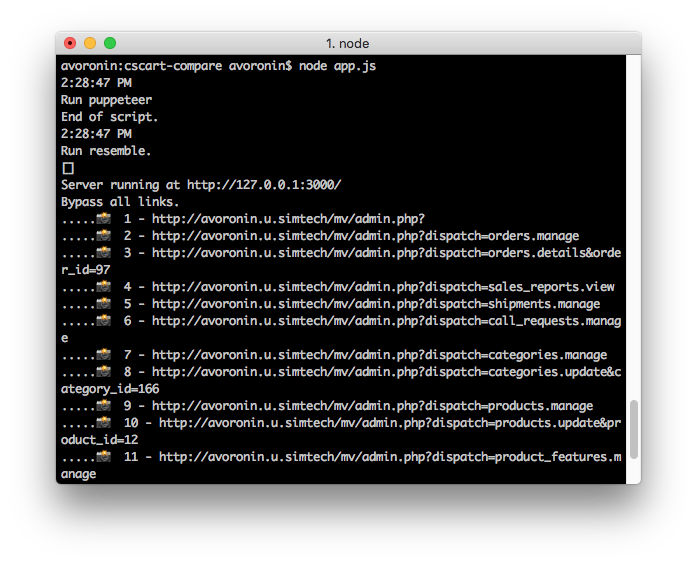 1. node
avoronin:cscart-compare avoronin$ node app.js
2:28:47 PM
Run puppeteer
End of script.
2:28:47 PM
Run resemble.
[]
Server running at http://127.0.0.1:3000/
Bypass all links.
.....📸 1 - http://avoronin.u.simtech/mv/admin.php?
.....📸 2 - http://avoronin.u.simtech/mv/admin.php?dispatch=orders.manage
.....📸 3 - http://avoronin.u.simtech/mv/admin.php?dispatch=orders.details&orde
r_id=97
.....📸 4 - http://avoronin.u.simtech/mv/admin.php?dispatch=sales_reports.view
.....📸 5 - http://avoronin.u.simtech/mv/admin.php?dispatch=shipments.manage
.....📸 6 - http://avoronin.u.simtech/mv/admin.php?dispatch=call_requests.manag
e
.....📸 7 - http://avoronin.u.simtech/mv/admin.php?dispatch=categories.manage
.....📸 8 - http://avoronin.u.simtech/mv/admin.php?dispatch=categories.update&c
ategory_id=166
.....📸 9 - http://avoronin.u.simtech/mv/admin.php?dispatch=products.manage
.....📸 10 - http://avoronin.u.simtech/mv/admin.php?dispatch=products.update&pr
oduct_id=12
.....📸 11 - http://avoronin.u.simtech/mv/admin.php?dispatch=product_features.m
anage